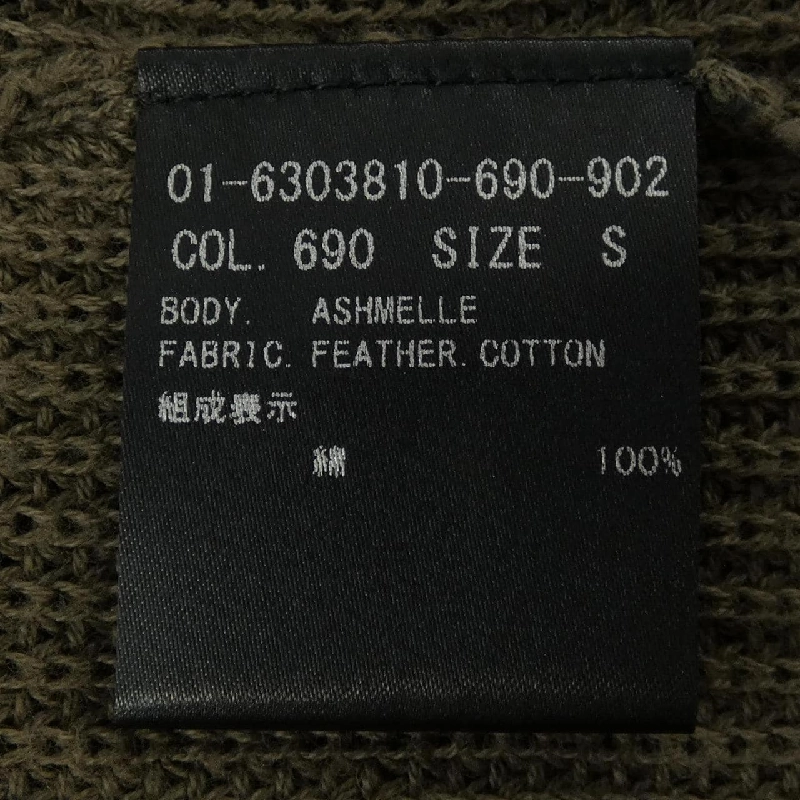 01-6303810-690-902
COL. 690 SIZE S
BODY. ASHMELLE
FABRIC. FEATHER. COTTON
組成表示
綿 100%